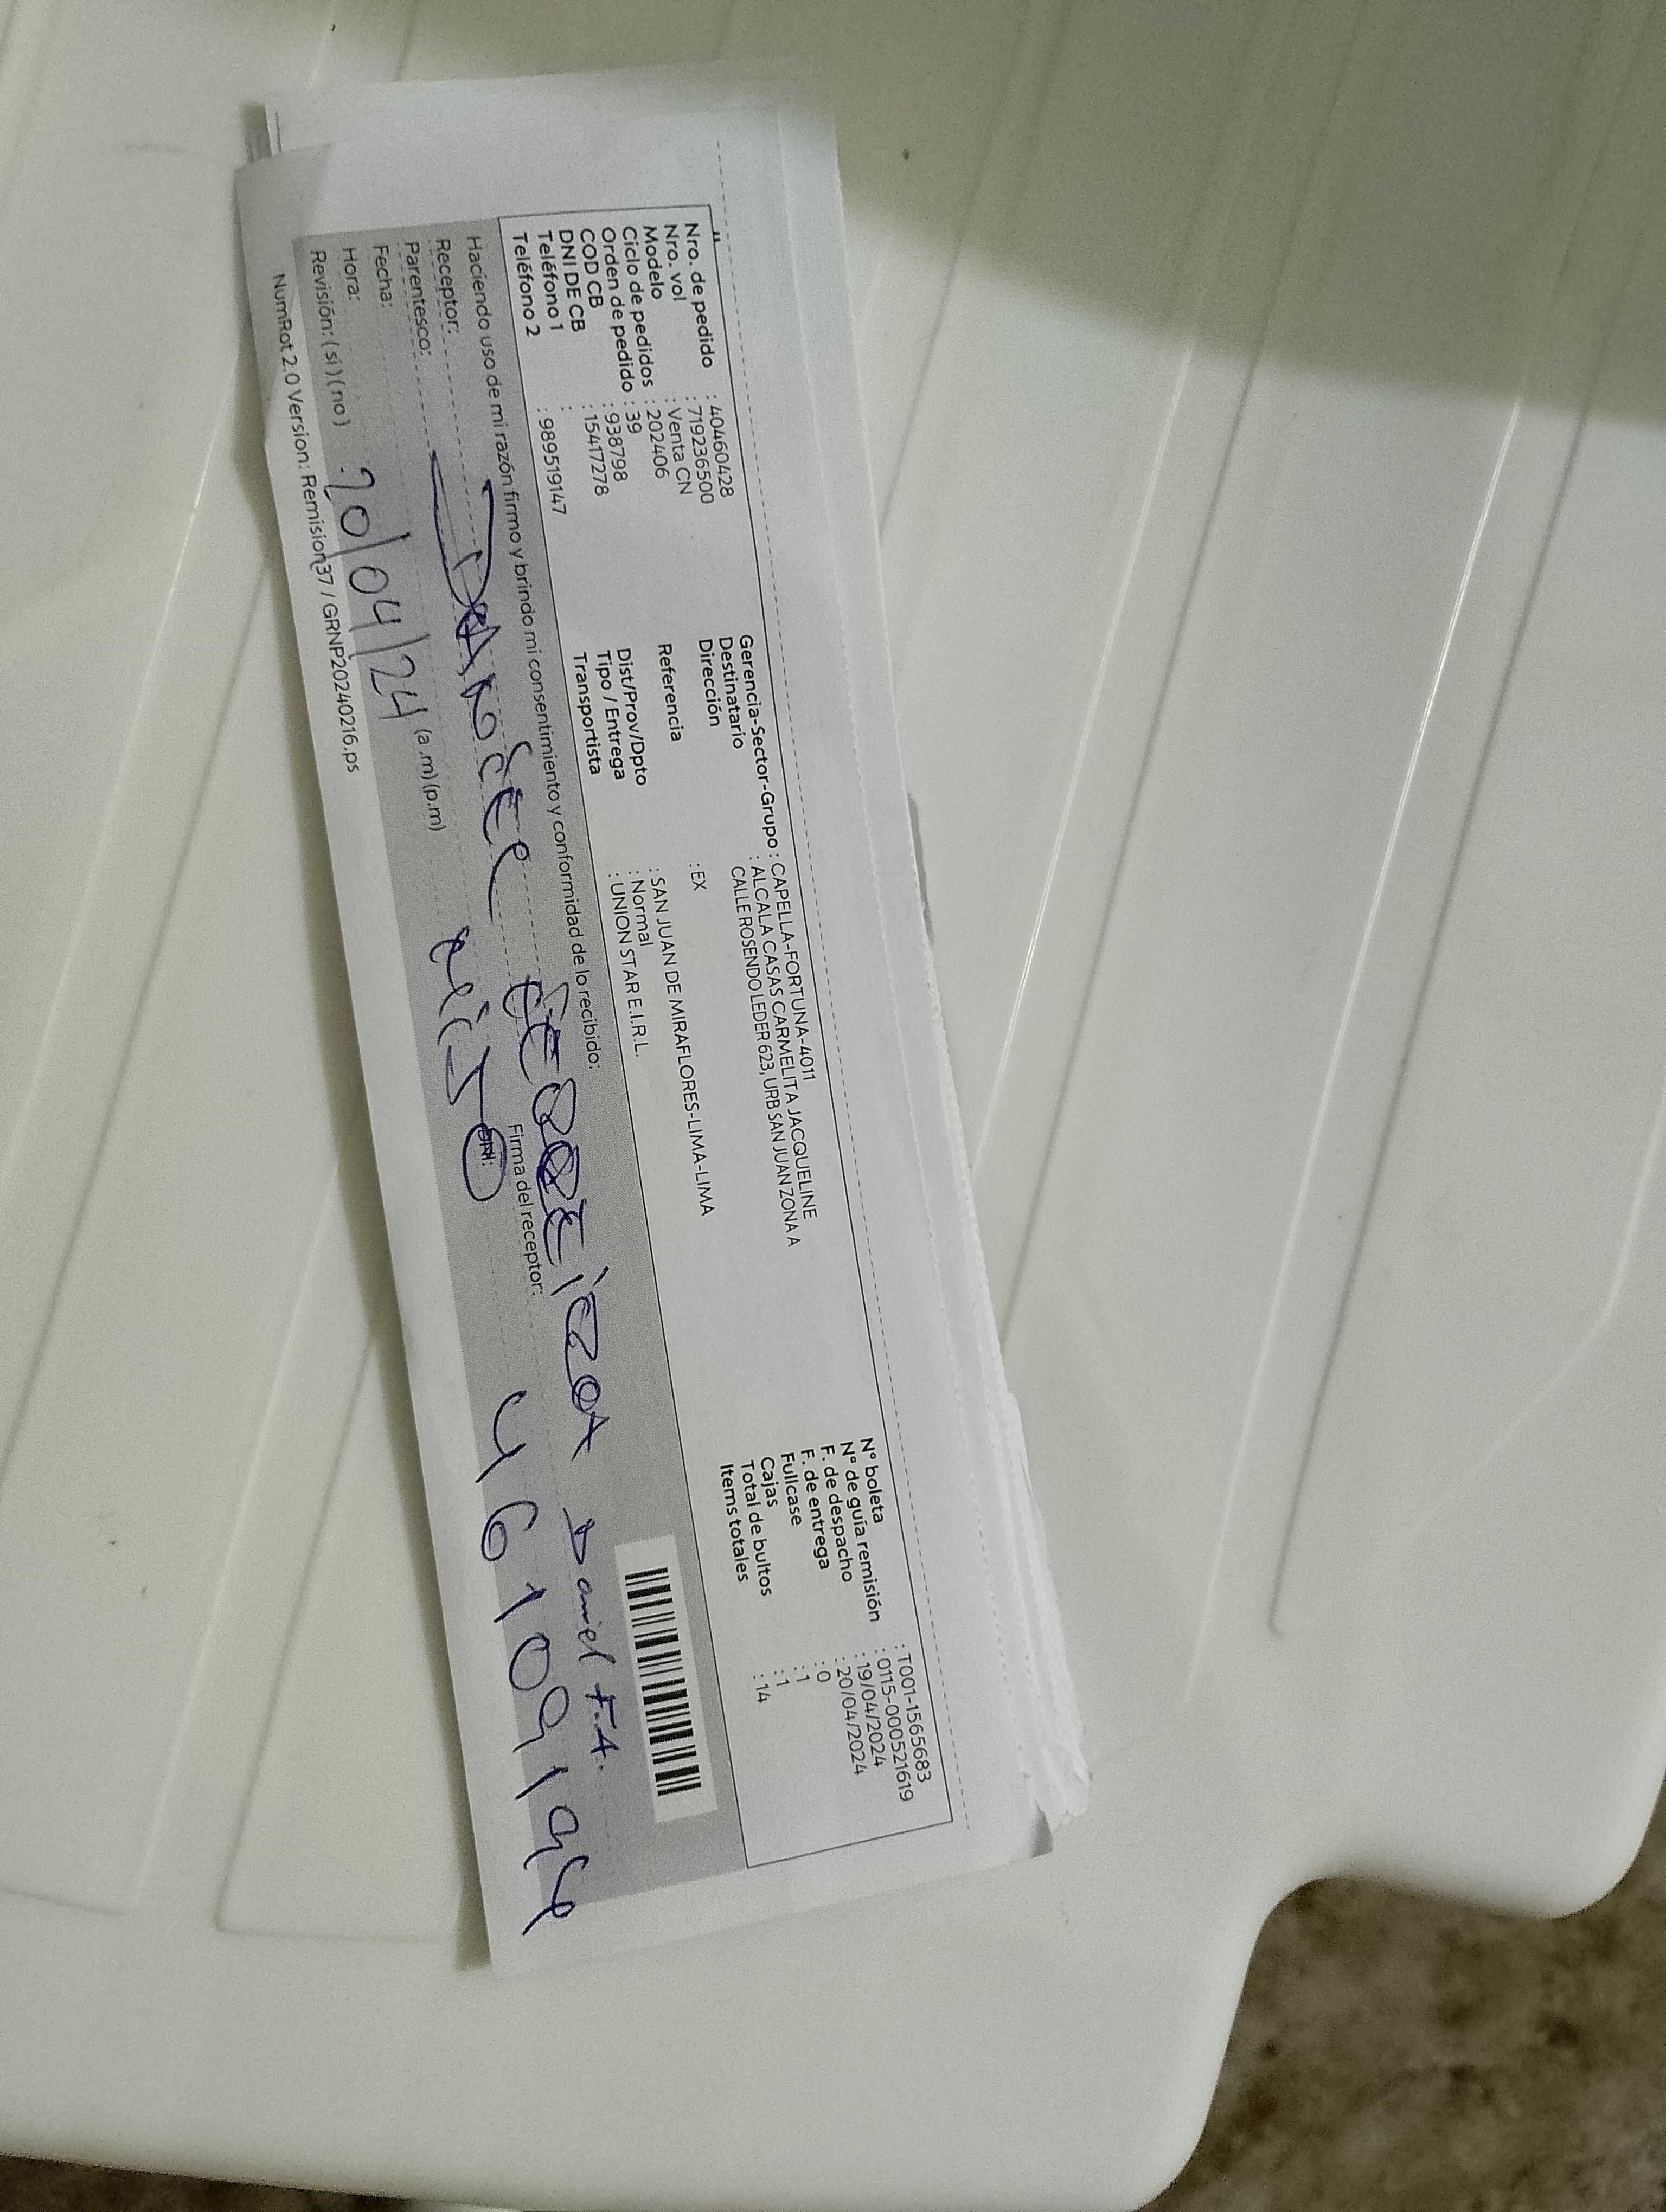 Nro. de pedido : 40460428
Nro. vol : 719236500
Modelo : Venta CN
Ciclo de pedidos : 202406
Orden de pedido : 39
COD CB : 938798
DNI DE CB : 15417278
Teléfono 1 :
Teléfono 2 : 989519147
Gerencia-Sector-Grupo : CAPELLA-FORTUNA-4011
Destinatario : ALCALA CASAS CARMELITA JACQUELINE
Dirección CALLE ROSENDO LEDER 623, URB SAN JUAN ZONA A
Referencia : EX
Dist/Prov/Dpto : SAN JUAN DE MIRAFLORES-LIMA-LIMA
Tipo / Entrega : Normal
Transportista : UNION STAR E.I.R.L.
N° boleta : T001-1565683
N° de guía remisión : 0115-000521619
F. de despacho : 19/04/2024
F. de entrega : 20/04/2024
Fullcase : 0
Cajas : 1
Total de bultos : 1
Items totales : 14
Haciendo uso de mi razón firmo y brindo mi consentimiento y conformidad de lo recibido:
Receptor: Daniel F.A.
Parentesco:
Firma del receptor:
DNI: 46109194
Fecha: 20/04/24
Hora: (a.m)(p.m)
Revisión: (si)(no)
NumRot 2.0 Version: Remision37 / GRNP20240216.ps